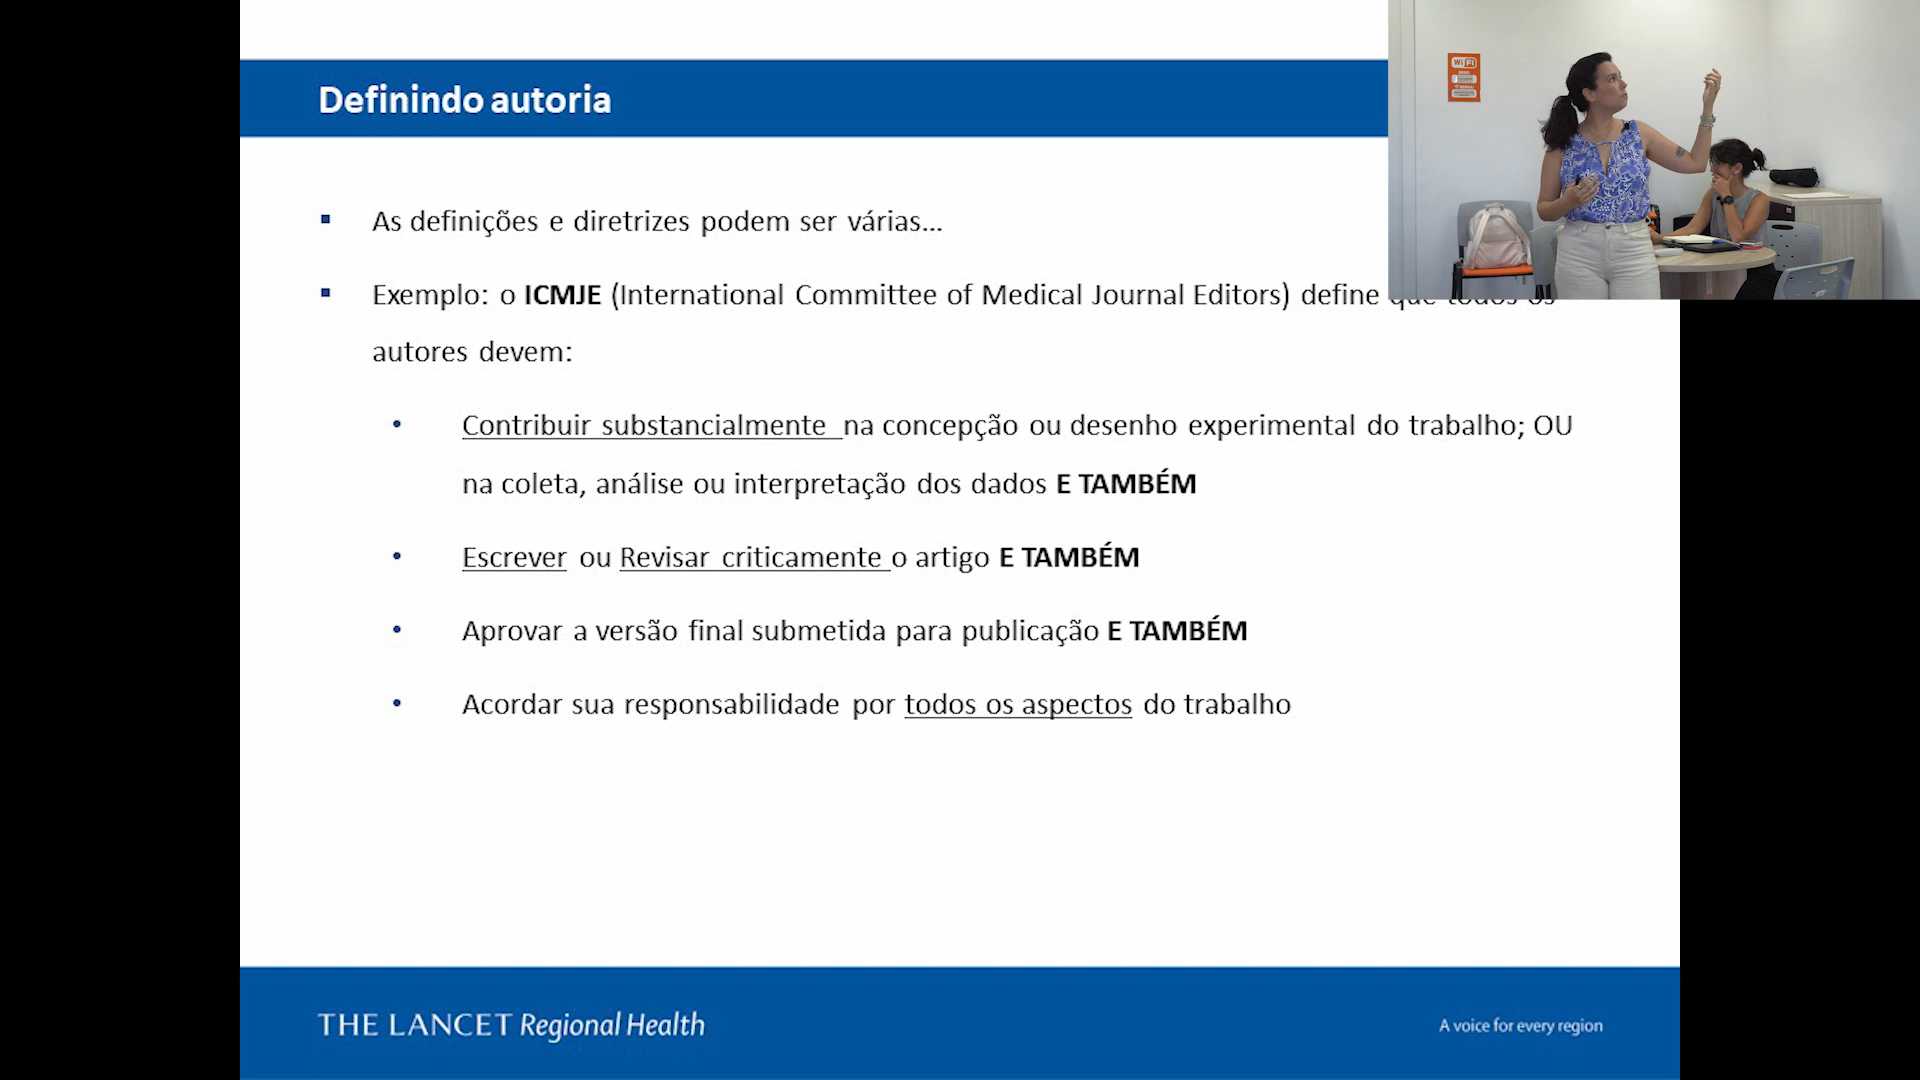 Definindo autoria
As definições e diretrizes podem ser várias...
Exemplo: o ICMJE (International Committee of Medical Journal Editors) define que todos os
autores devem:
Contribuir substancialmente na concepção ou desenho experimental do trabalho; OU
na coleta, análise ou interpretação dos dados E TAMBÉM
Escrever ou Revisar criticamente o artigo E TAMBÉM
Aprovar a versão final submetida para publicação E TAMBÉM
Acordar sua responsabilidade por todos os aspectos do trabalho
THE LANCET Regional Health
A voice for every region
WiFi